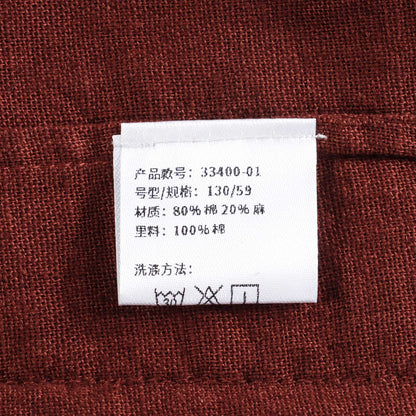 产品款号: 33400-01
号型/规格: 130/59
材质: 80% 棉 20% 麻
里料: 100% 棉
洗涤方法:
30